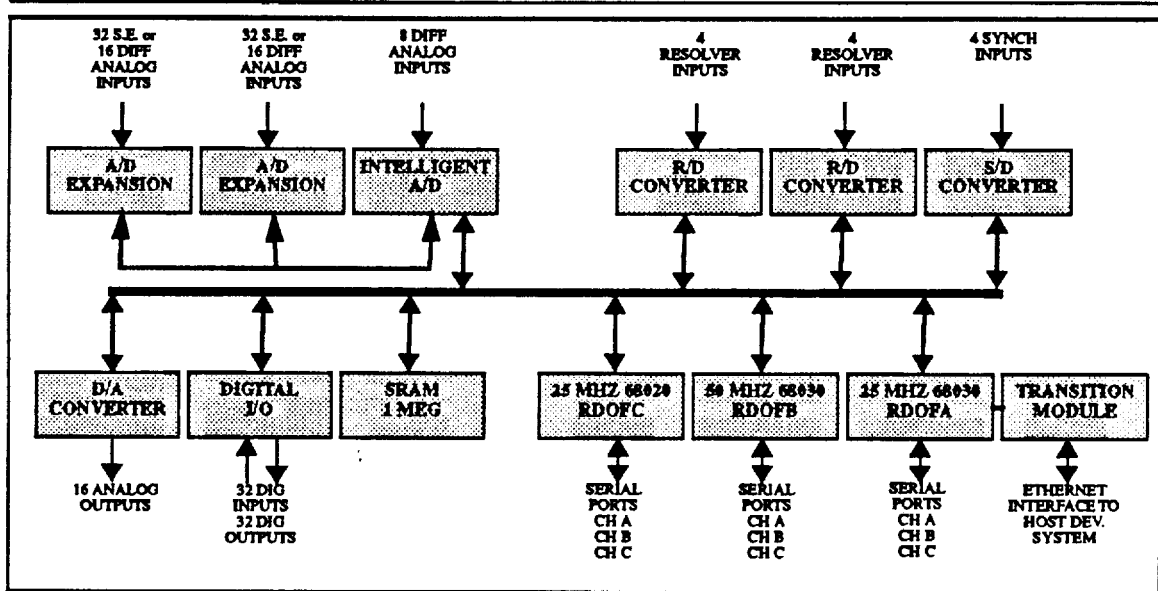 32 S.E. or
16 DIFF
ANALOG
INPUTS
32 S.E. or
16 DIFF
ANALOG
INPUTS
8 DIFF
ANALOG
INPUTS
4
RESOLVER
INPUTS
4
RESOLVER
INPUTS
4 SYNCH
INPUTS
A/D
EXPANSION
A/D
EXPANSION
INTELLIGENT
A/D
R/D
CONVERTER
R/D
CONVERTER
S/D
CONVERTER
D/A
CONVERTER
DIGITAL
I/O
SRAM
1 MEG
25 MHZ 68020
RDOFC
50 MHZ 68030
RDOFB
25 MHZ 68030
RDOFA
TRANSITION
MODULE
16 ANALOG
OUTPUTS
32 DIG
INPUTS
32 DIG
OUTPUTS
SERIAL
PORTS
CH A
CH B
CH C
SERIAL
PORTS
CH A
CH B
CH C
SERIAL
PORTS
CH A
CH B
CH C
ETHERNET
INTERFACE TO
HOST DEV.
SYSTEM